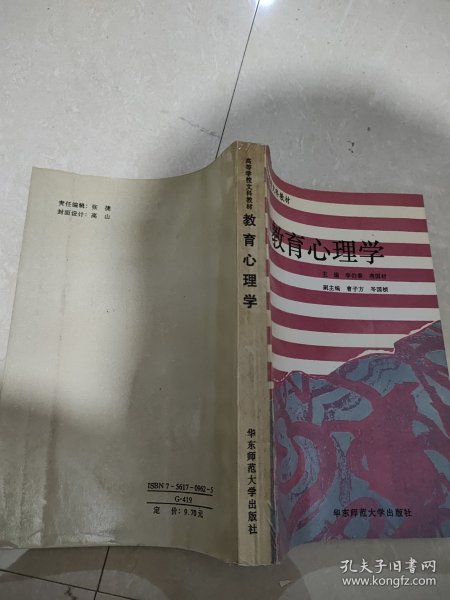 责任编辑：张 捷
封面设计：高 山
ISBN7-5617-0962-5
G·419
定 价：9.70元
高等学校文科教材
教育心理学
华东师范大学出版社
教材
教育心理学
主 编 李伯黍 燕国材
副主编 曹子方 岑国桢
华东师范大学出版社
孔夫子旧书网
www.kongfz.com